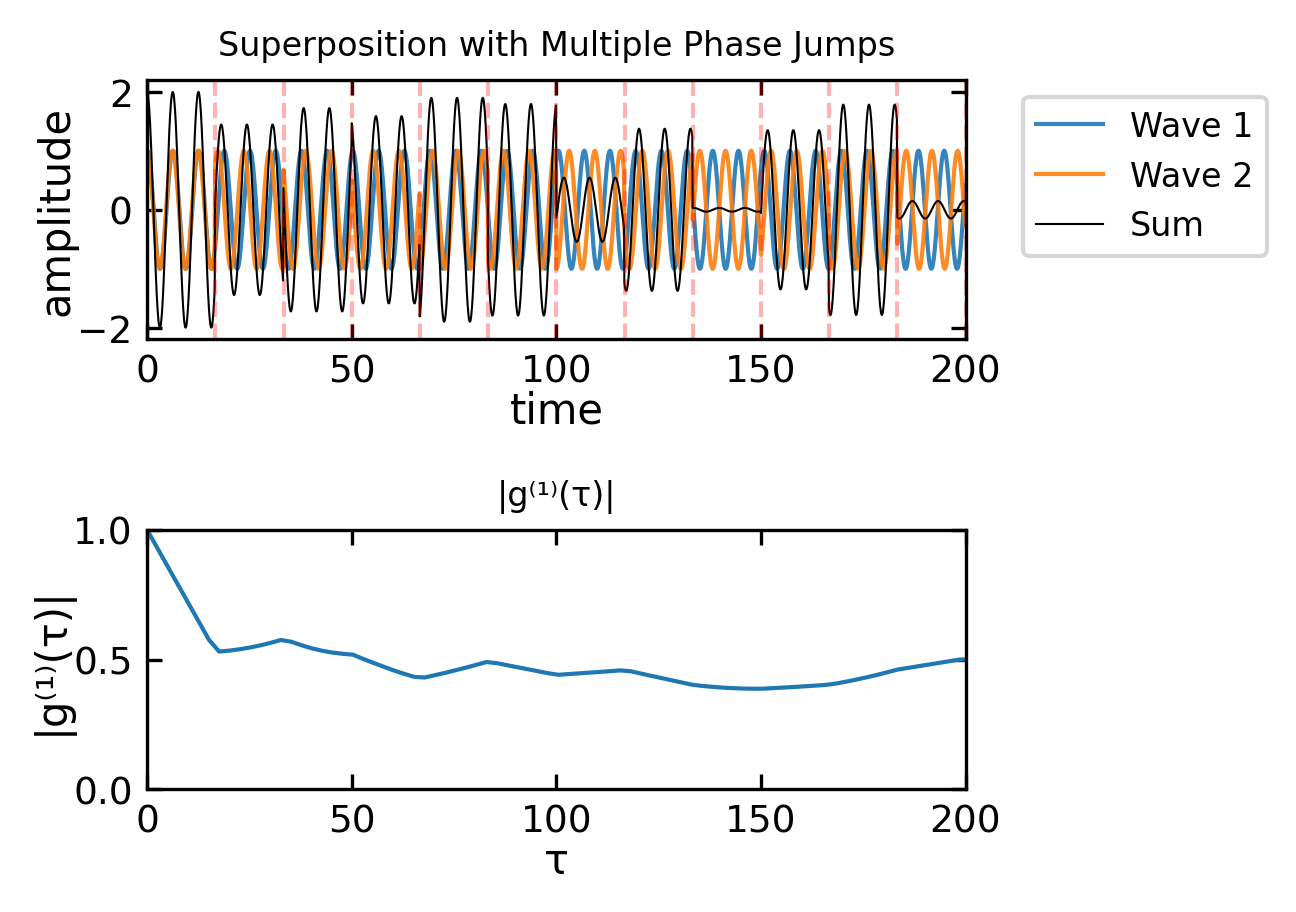 Superposition with Multiple Phase Jumps
2
0
−2
amplitude
0 50 100 150 200
time
Wave 1
Wave 2
Sum
|g⁽¹⁾(τ)|
1.0
0.5
0.0
|g⁽¹⁾(τ)|
0 50 100 150 200
τ